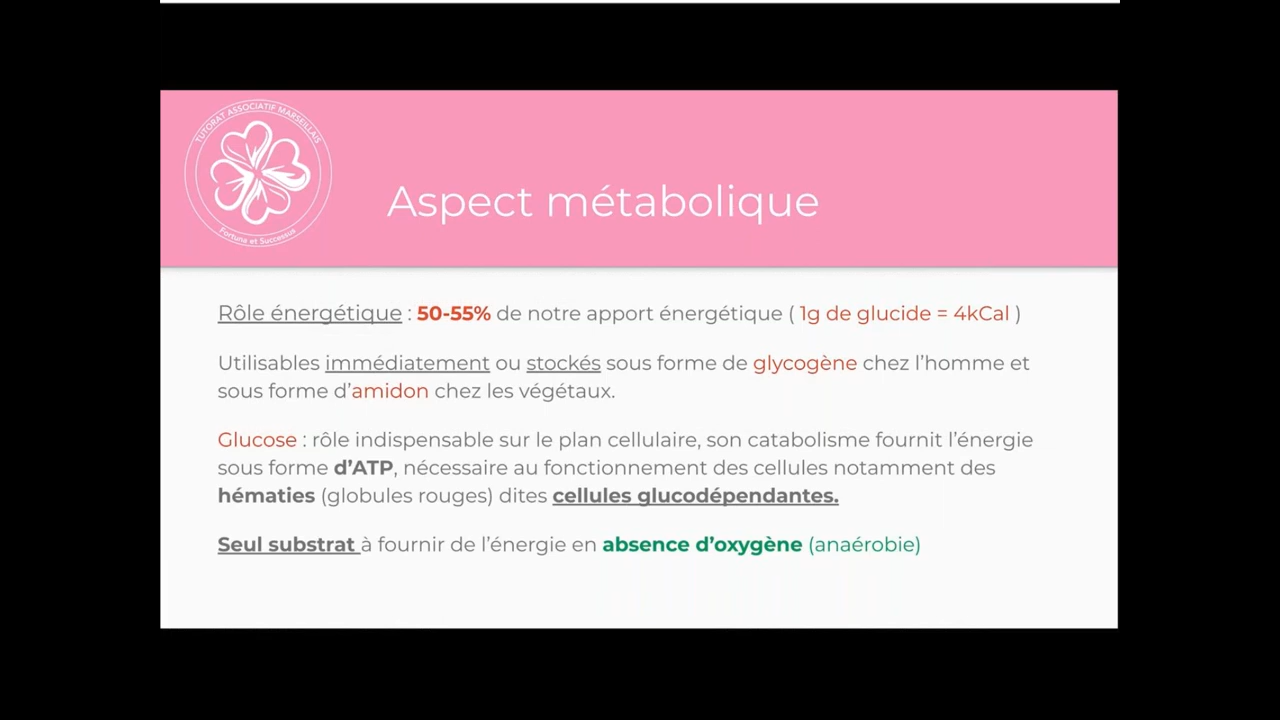 TUTORAT ASSOCIATIF MARSEILLAIS
Fortuna et Successus
Aspect métabolique
Rôle énergétique : 50-55% de notre apport énergétique ( 1g de glucide = 4kCal )
Utilisables immédiatement ou stockés sous forme de glycogène chez l’homme et
sous forme d’amidon chez les végétaux.
Glucose : rôle indispensable sur le plan cellulaire, son catabolisme fournit l’énergie
sous forme d’ATP, nécessaire au fonctionnement des cellules notamment des
hématies (globules rouges) dites cellules glucodépendantes.
Seul substrat à fournir de l’énergie en absence d’oxygène (anaérobie)